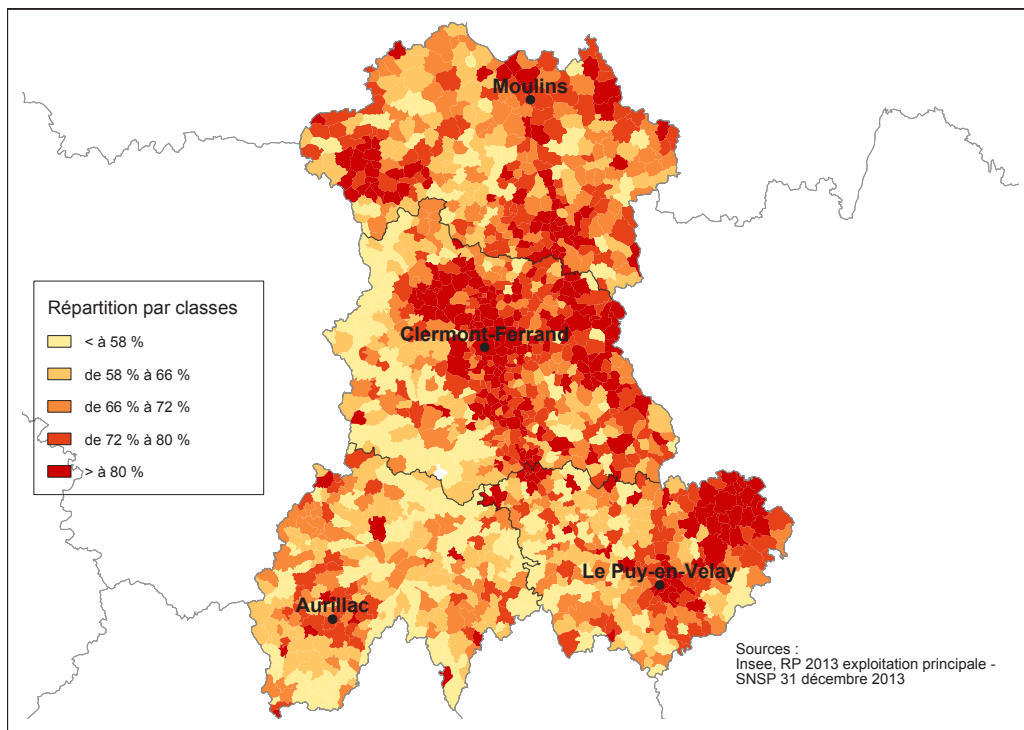 Moulins
Répartition par classes
< à 58 %
de 58 % à 66 %
de 66 % à 72 %
de 72 % à 80 %
> à 80 %
Clermont-Ferrand
Le Puy-en-Velay
Aurillac
Sources :
Insee, RP 2013 exploitation principale -
SNSP 31 décembre 2013